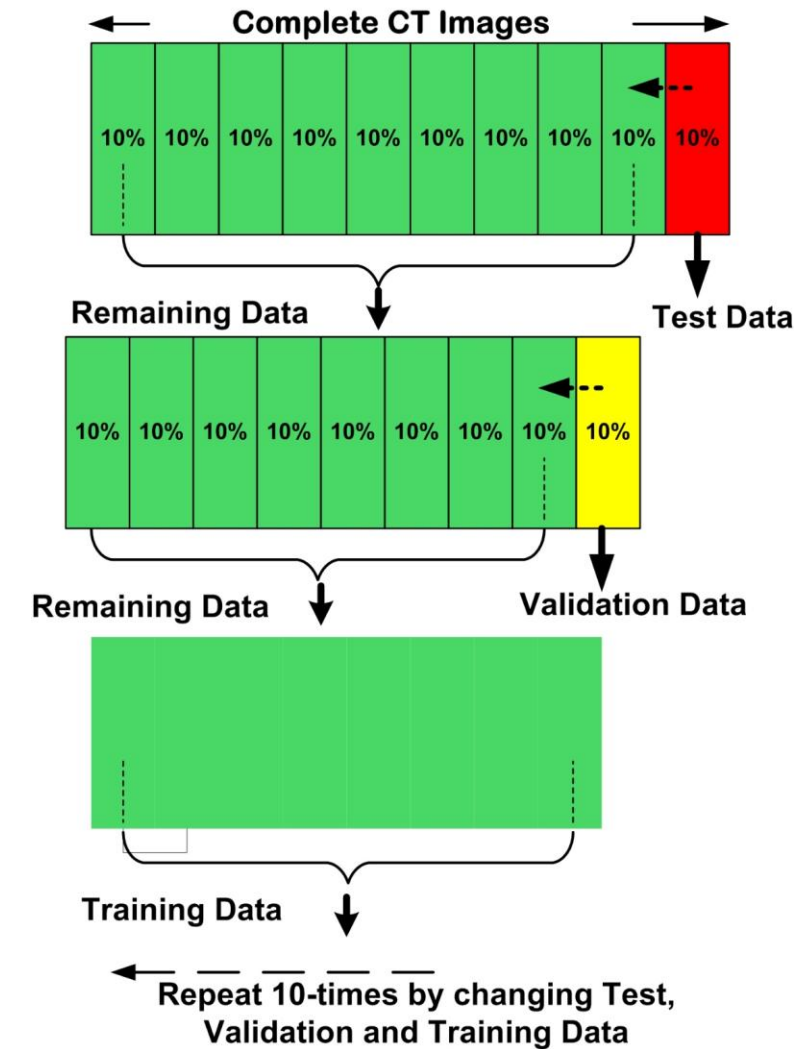 Complete CT Images
10% 10% 10% 10% 10% 10% 10% 10% 10% 10%
Remaining Data
Test Data
10% 10% 10% 10% 10% 10% 10% 10% 10%
Remaining Data
Validation Data
Training Data
Repeat 10-times by changing Test,
Validation and Training Data